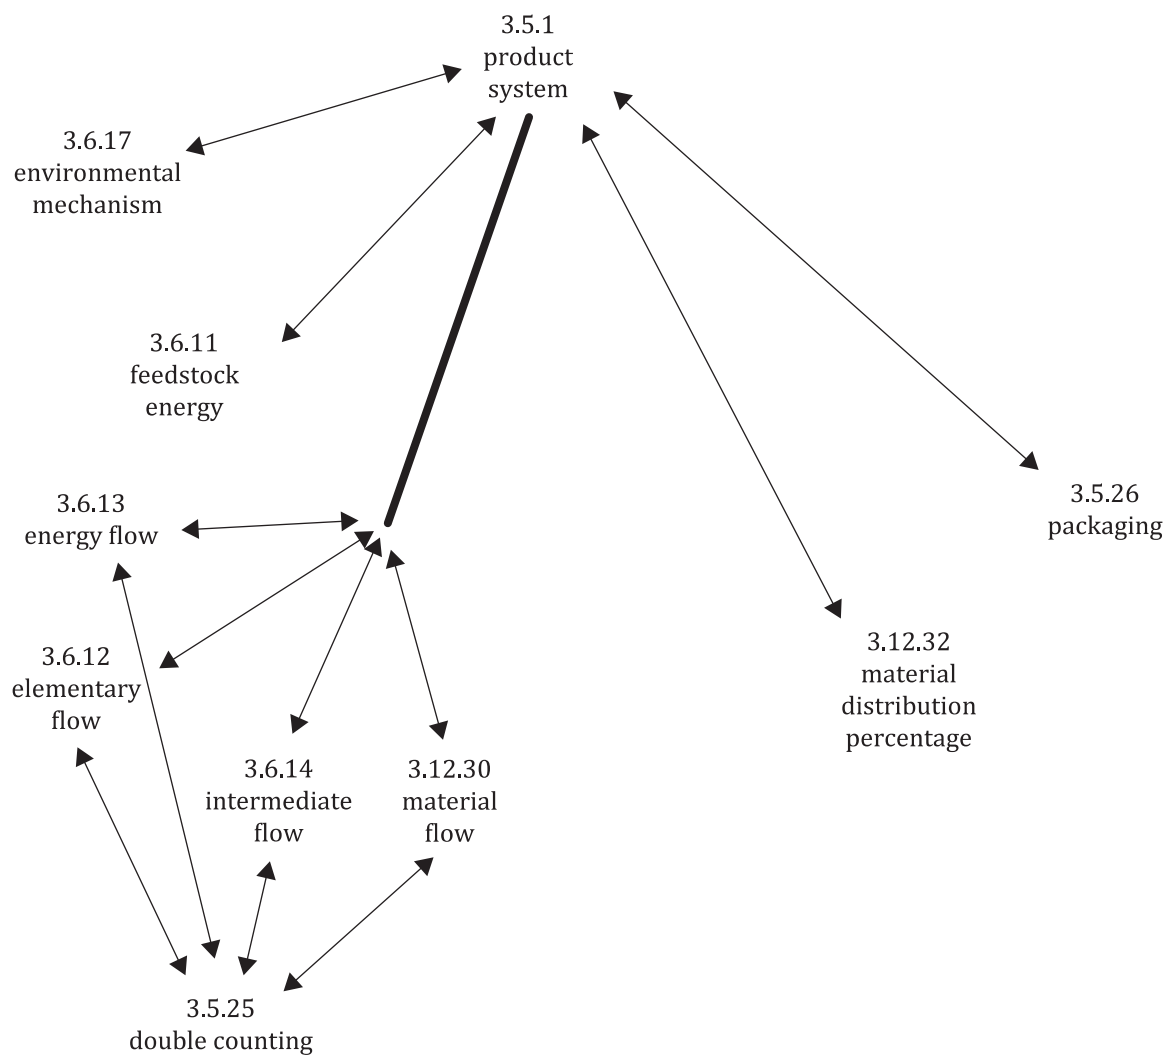 3.5.1
product
system
3.6.17
environmental
mechanism
3.6.11
feedstock
energy
3.6.13
energy flow
3.5.26
packaging
3.6.12
elementary
flow
3.12.32
material
distribution
percentage
3.6.14
intermediate
flow
3.12.30
material
flow
3.5.25
double counting